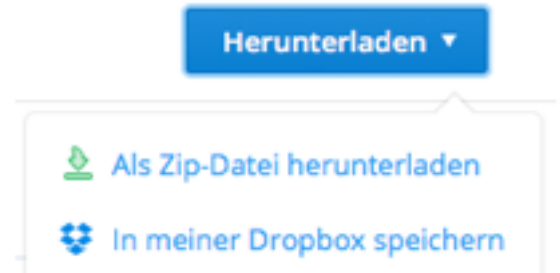 Herunterladen ▼
Als Zip-Datei herunterladen
In meiner Dropbox speichern